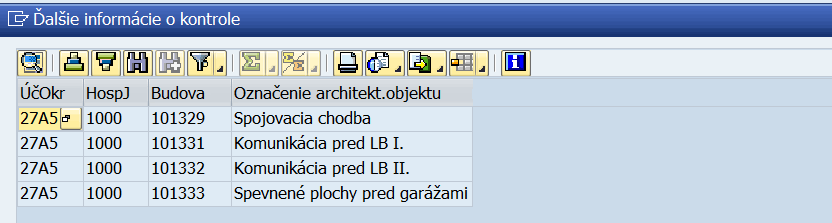 Ďalšie informácie o kontrole
ÚčOkr HospJ Budova Označenie architekt.objektu
27A5 1000 101329 Spojovacia chodba
27A5 1000 101331 Komunikácia pred LB I.
27A5 1000 101332 Komunikácia pred LB II.
27A5 1000 101333 Spevnené plochy pred garážami